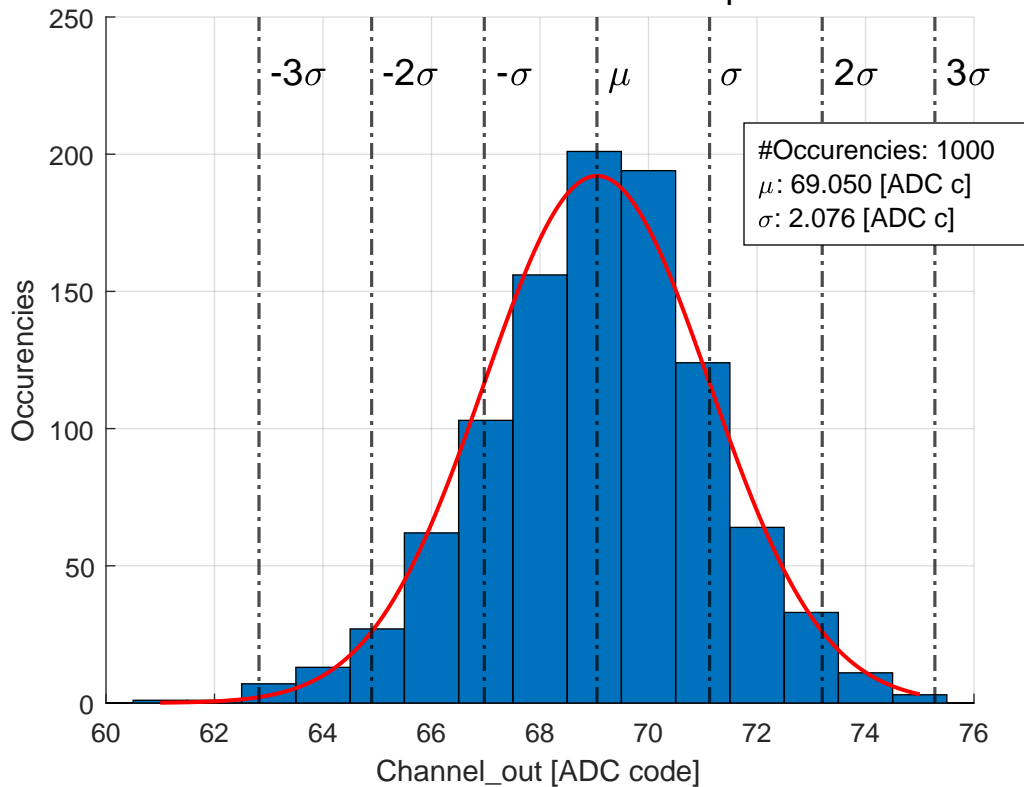 250
200
150
100
50
0
-3σ -2σ -σ μ σ 2σ 3σ
#Occurencies: 1000
μ: 69.050 [ADC c]
σ: 2.076 [ADC c]
Occurencies
60 62 64 66 68 70 72 74 76
Channel_out [ADC code]